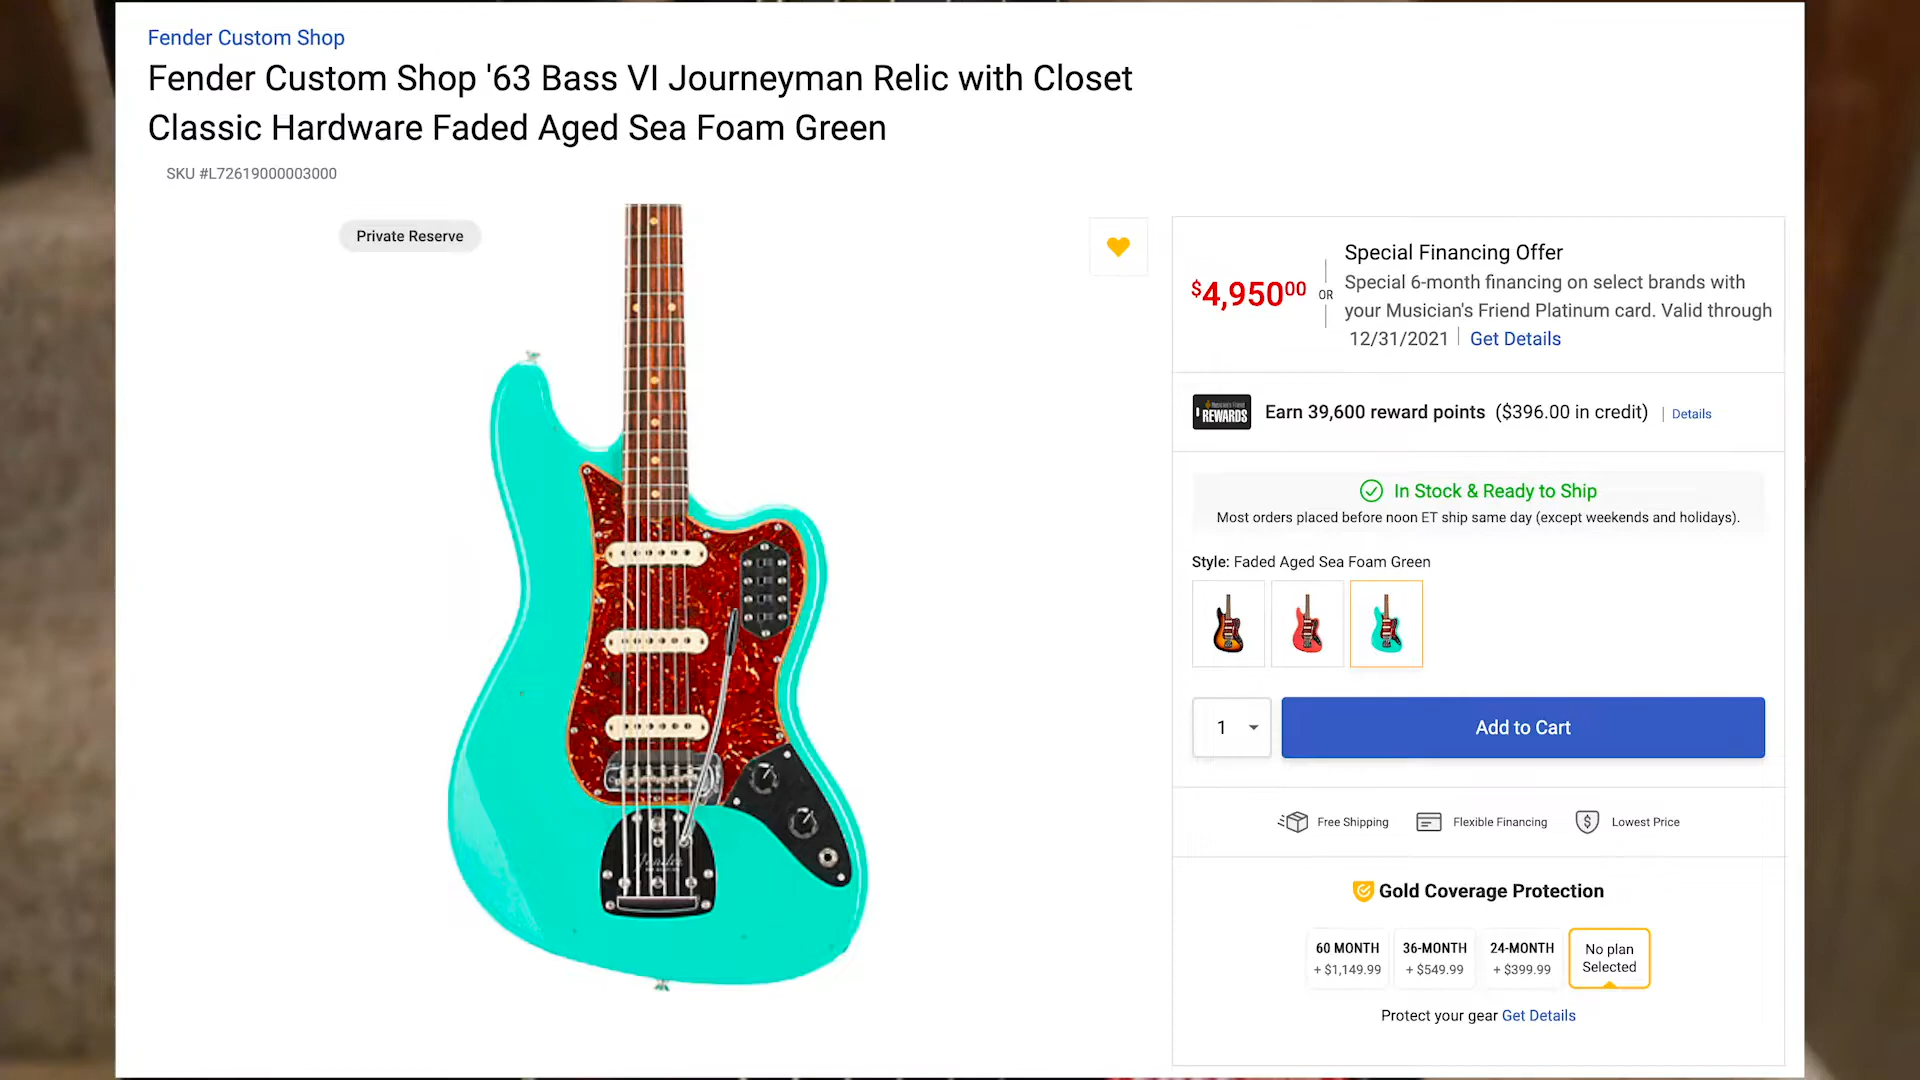 Fender Custom Shop
Fender Custom Shop '63 Bass VI Journeyman Relic with Closet
Classic Hardware Faded Aged Sea Foam Green
SKU #L72619000003000
Private Reserve
$4,950.00
OR
Special Financing Offer
Special 6-month financing on select brands with
your Musician's Friend Platinum card. Valid through
12/31/2021 | Get Details
Musician's Friend
REWARDS
Earn 39,600 reward points ($396.00 in credit) | Details
In Stock & Ready to Ship
Most orders placed before noon ET ship same day (except weekends and holidays).
Style: Faded Aged Sea Foam Green
1
Add to Cart
Free Shipping
Flexible Financing
$ Lowest Price
Fender
Gold Coverage Protection
60 MONTH
+ $1,149.99
36-MONTH
+ $549.99
24-MONTH
+ $399.99
No plan
Selected
Protect your gear Get Details